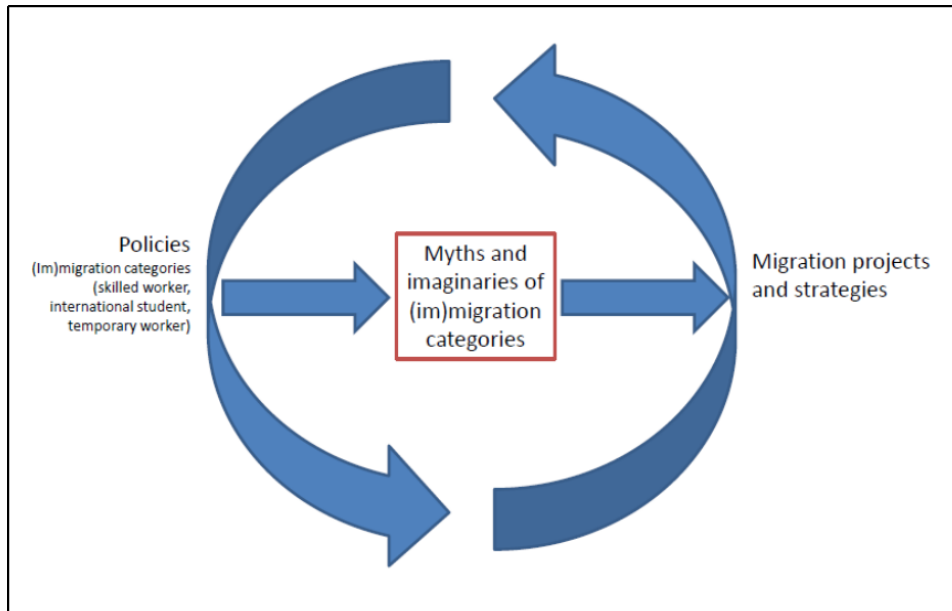 Policies
(Im)migration categories
(skilled worker,
international student,
temporary worker)
Myths and
imaginaries of
(im)migration
categories
Migration projects
and strategies